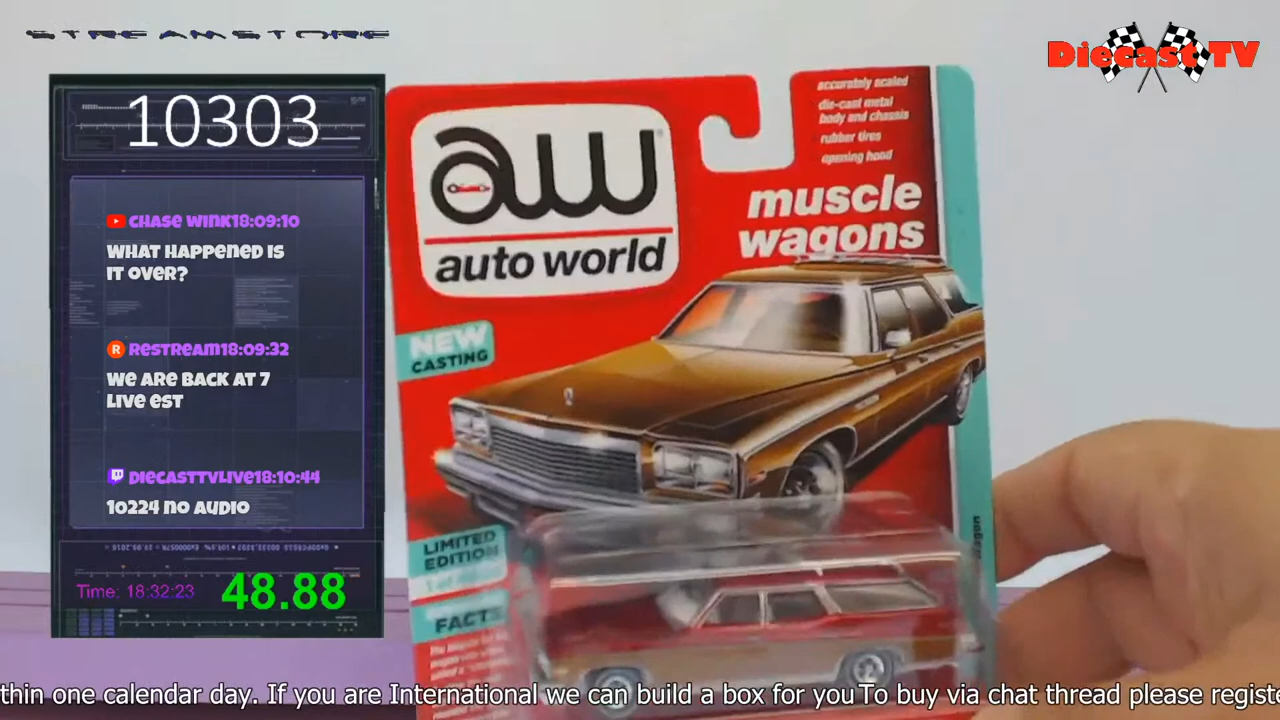 STREAMSTORE
Diecast TV
10303
Chase Wink18:09:10
What happened is
it over?
Restream18:09:32
We are back at 7
live est
diecasttvlive18:10:44
10224 no audio
Time: 18:32:23
48.88
aw
auto world
accurately scaled
die-cast metal
body and chassis
rubber tires
opening hood
muscle
wagons
NEW
CASTING
LIMITED
EDITION
FACTS
wagon
thin one calendar day. If you are International we can build a box for you To buy via chat thread please registe